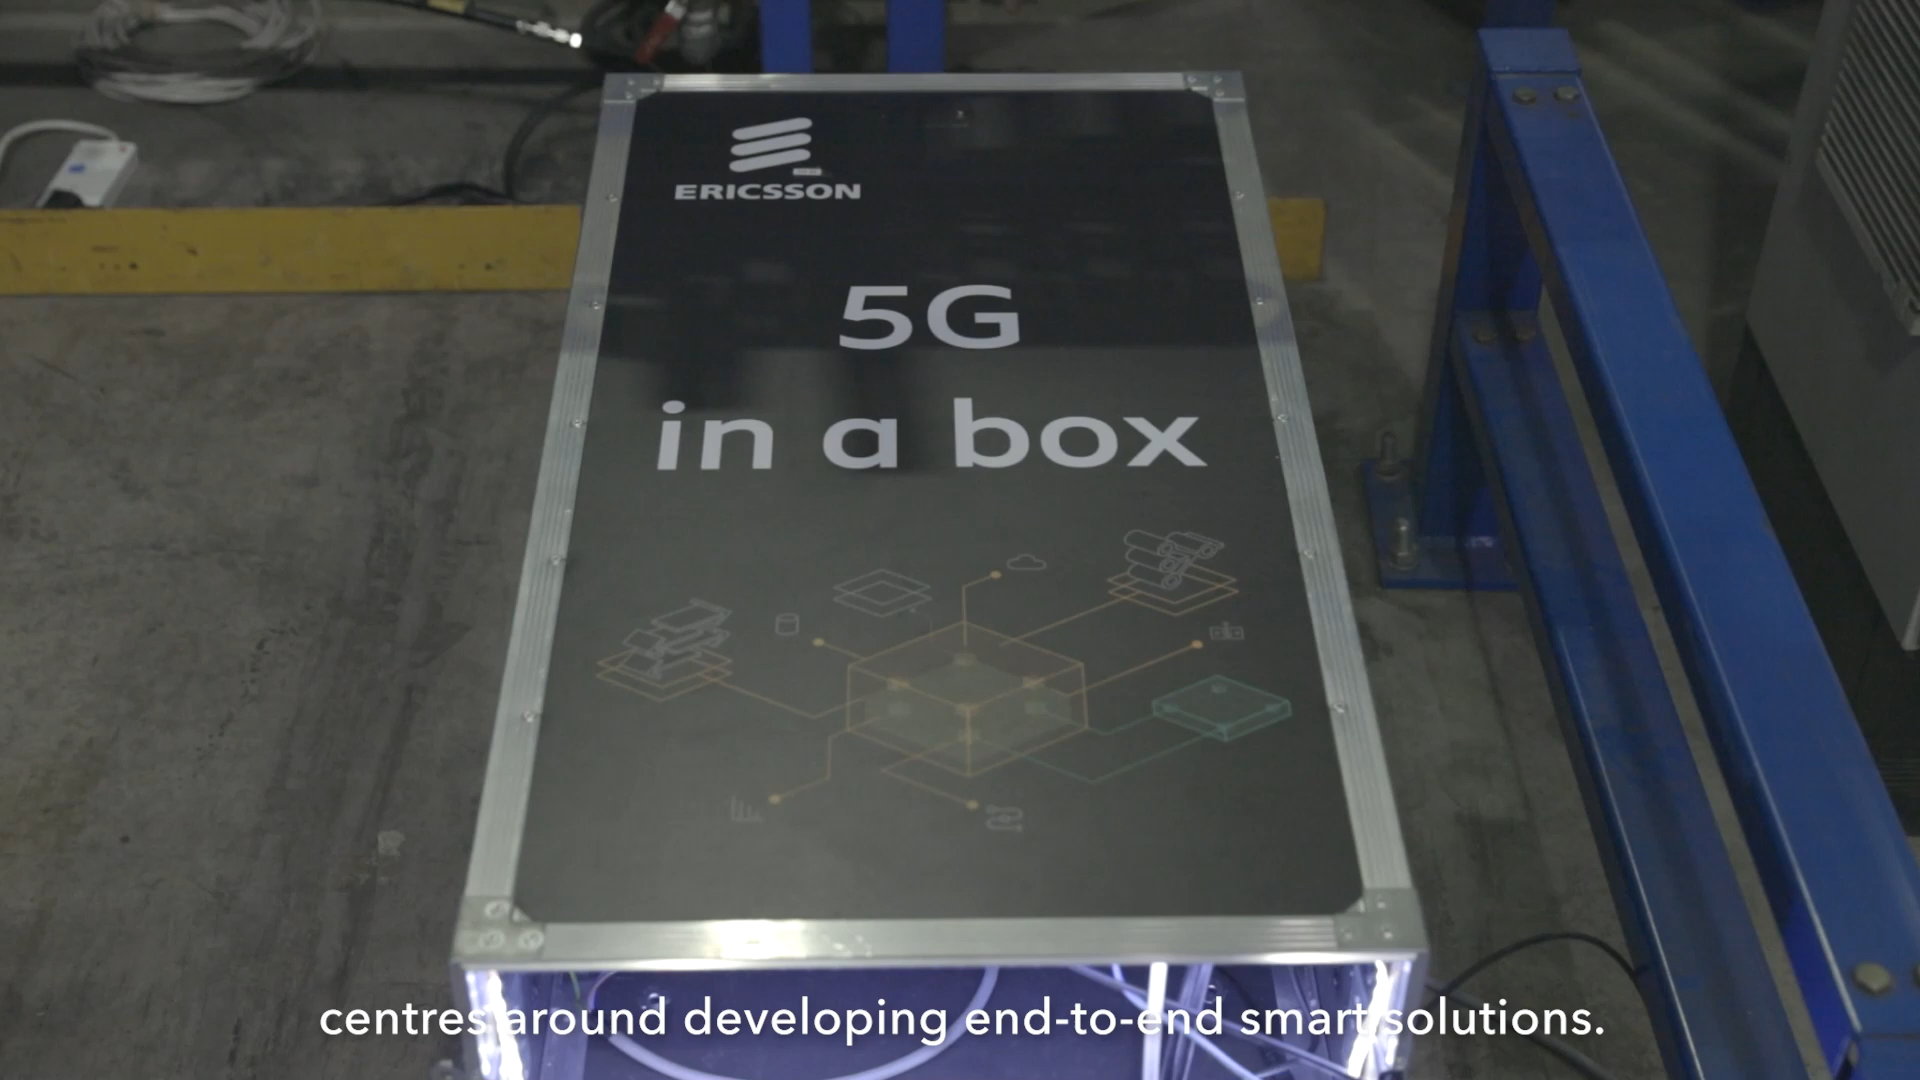 ERICSSON
5G
in a box
centres around developing end-to-end smart solutions.